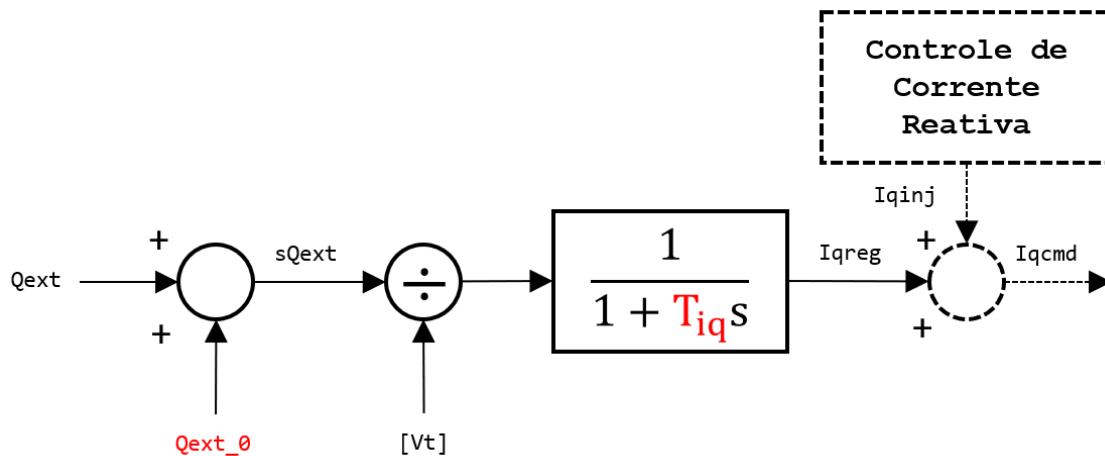 Controle de
Corrente
Reativa
Iqinj
+
sQext
Iqreg
+
Iqcmd
Qext
÷
1
1 + Tiqs
+
+
Qext_0
[Vt]